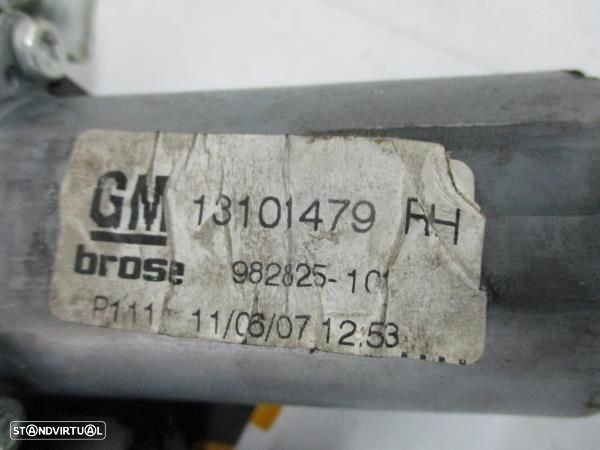 GM 13101479 RH
brose 982825-101
P111 11/06/07 12:53
STANDVIRTUAL